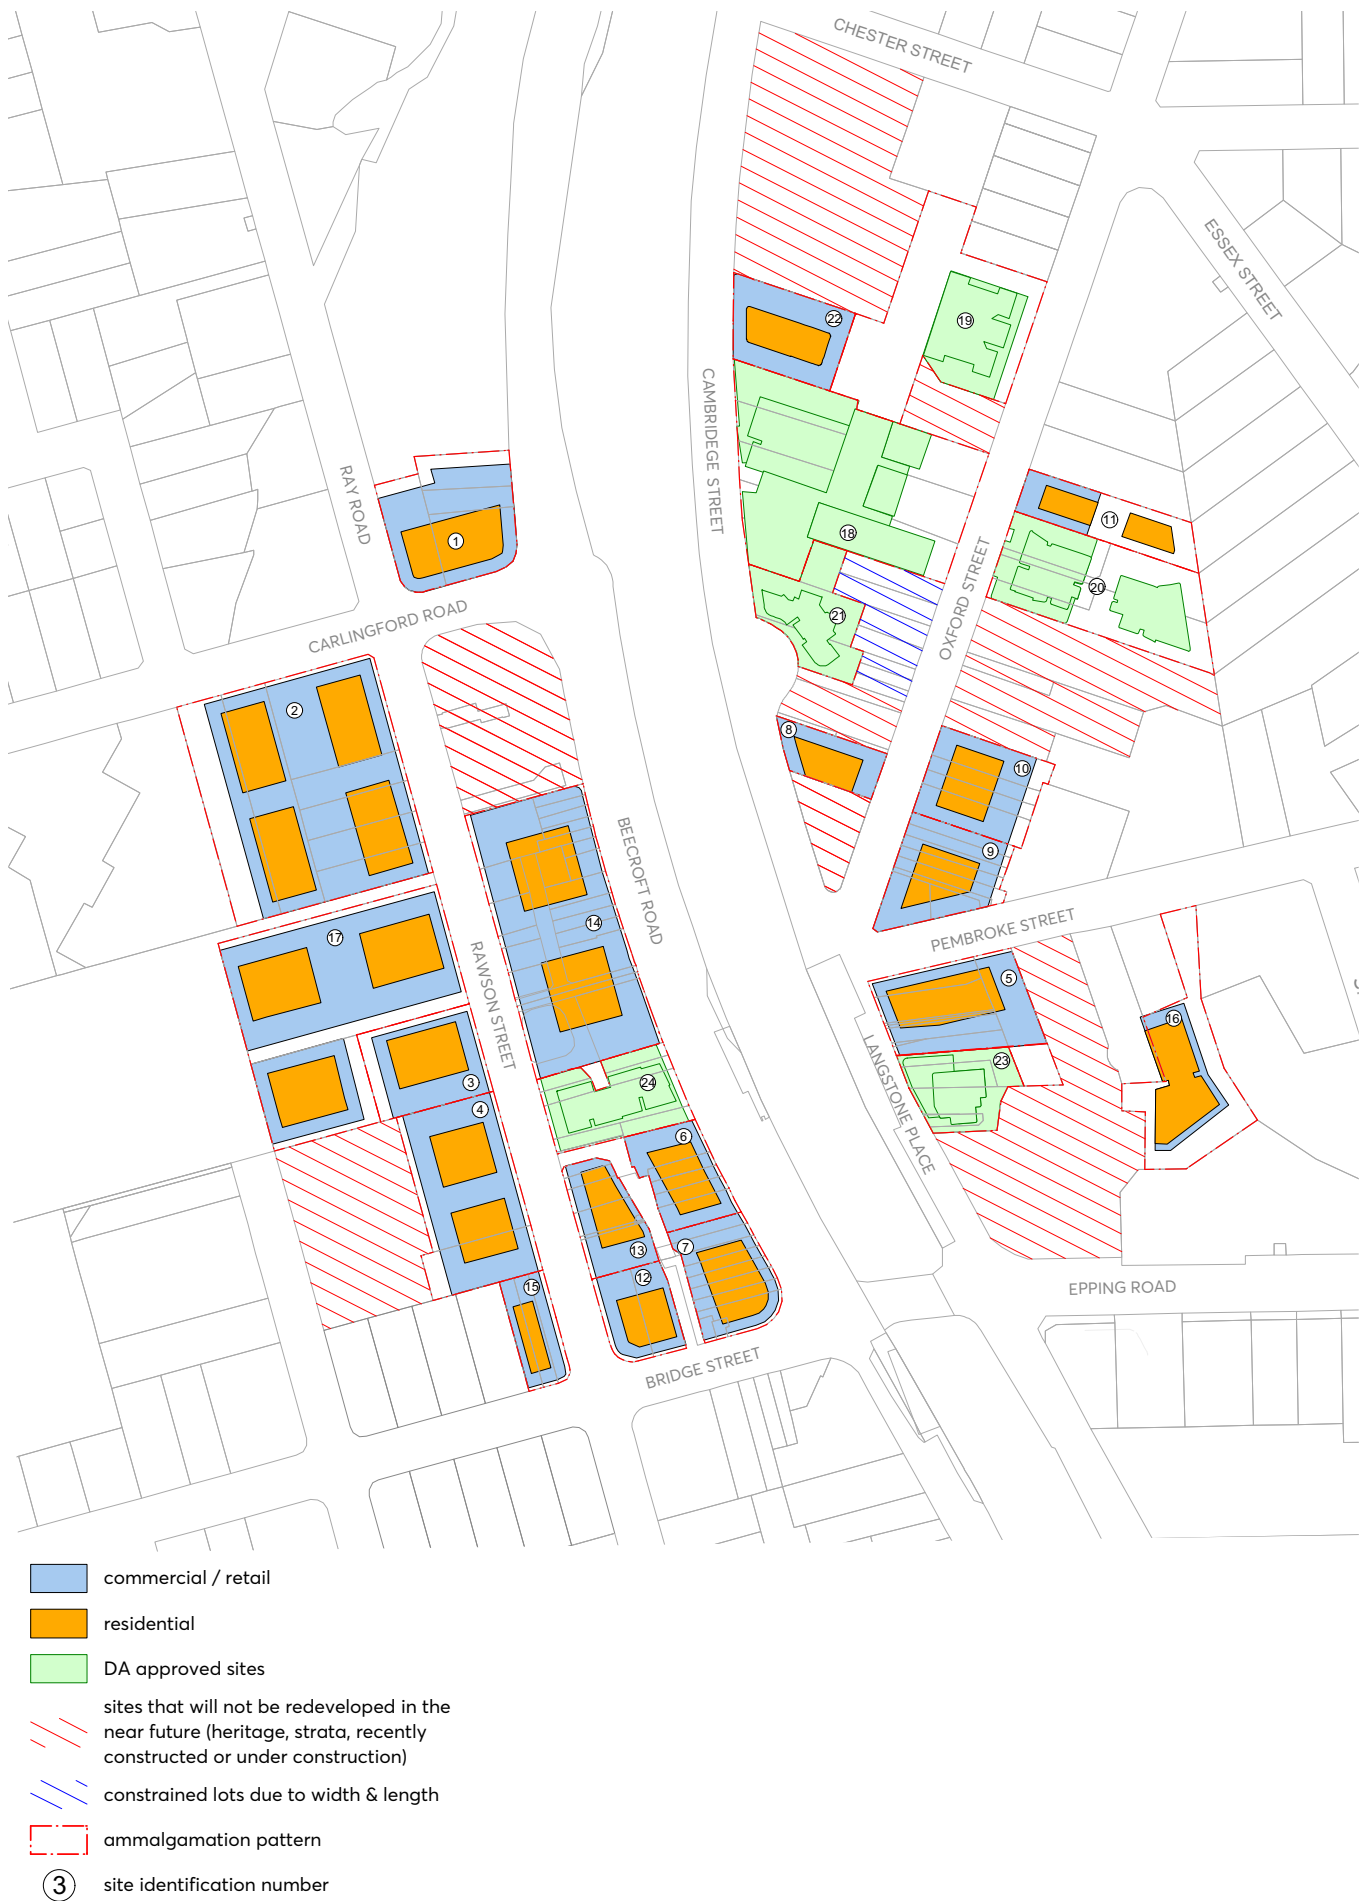 CHESTER STREET
ESSEX STREET
22
19
CAMBRIDEGE STREET
RAY ROAD
11
1
18
20
OXFORD STREET
21
CARLINGFORD ROAD
2
8
10
BEECROFT ROAD
9
14
17
PEMBROKE STREET
RAWSON STREET
5
16
LANGSTONE PLACE
23
3
24
4
6
13
7
12
15
EPPING ROAD
BRIDGE STREET
commercial / retail
residential
DA approved sites
sites that will not be redeveloped in the
near future (heritage, strata, recently
constructed or under construction)
constrained lots due to width & length
ammalgamation pattern
3 site identification number